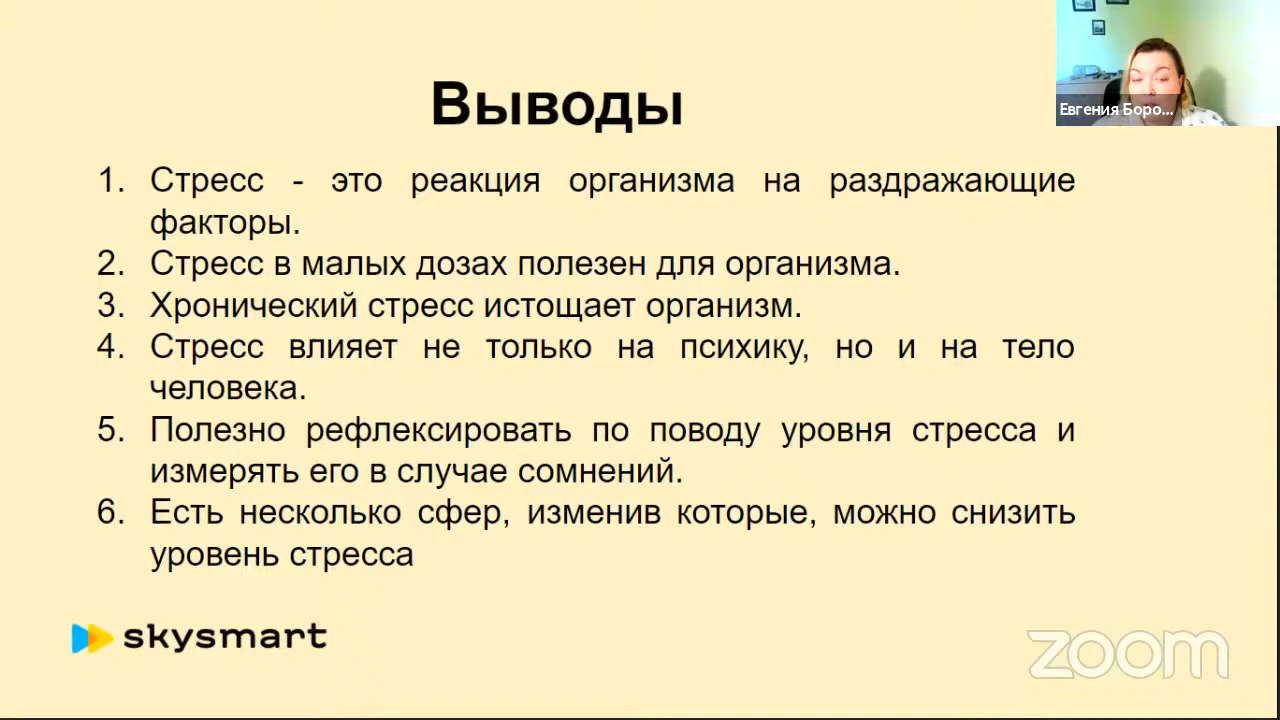 Выводы
Евгения Боро...
1. Стресс - это реакция организма на раздражающие
факторы.
2. Стресс в малых дозах полезен для организма.
3. Хронический стресс истощает организм.
4. Стресс влияет не только на психику, но и на тело
человека.
5. Полезно рефлексировать по поводу уровня стресса и
измерять его в случае сомнений.
6. Есть несколько сфер, изменив которые, можно снизить
уровень стресса
skysmart
zoom